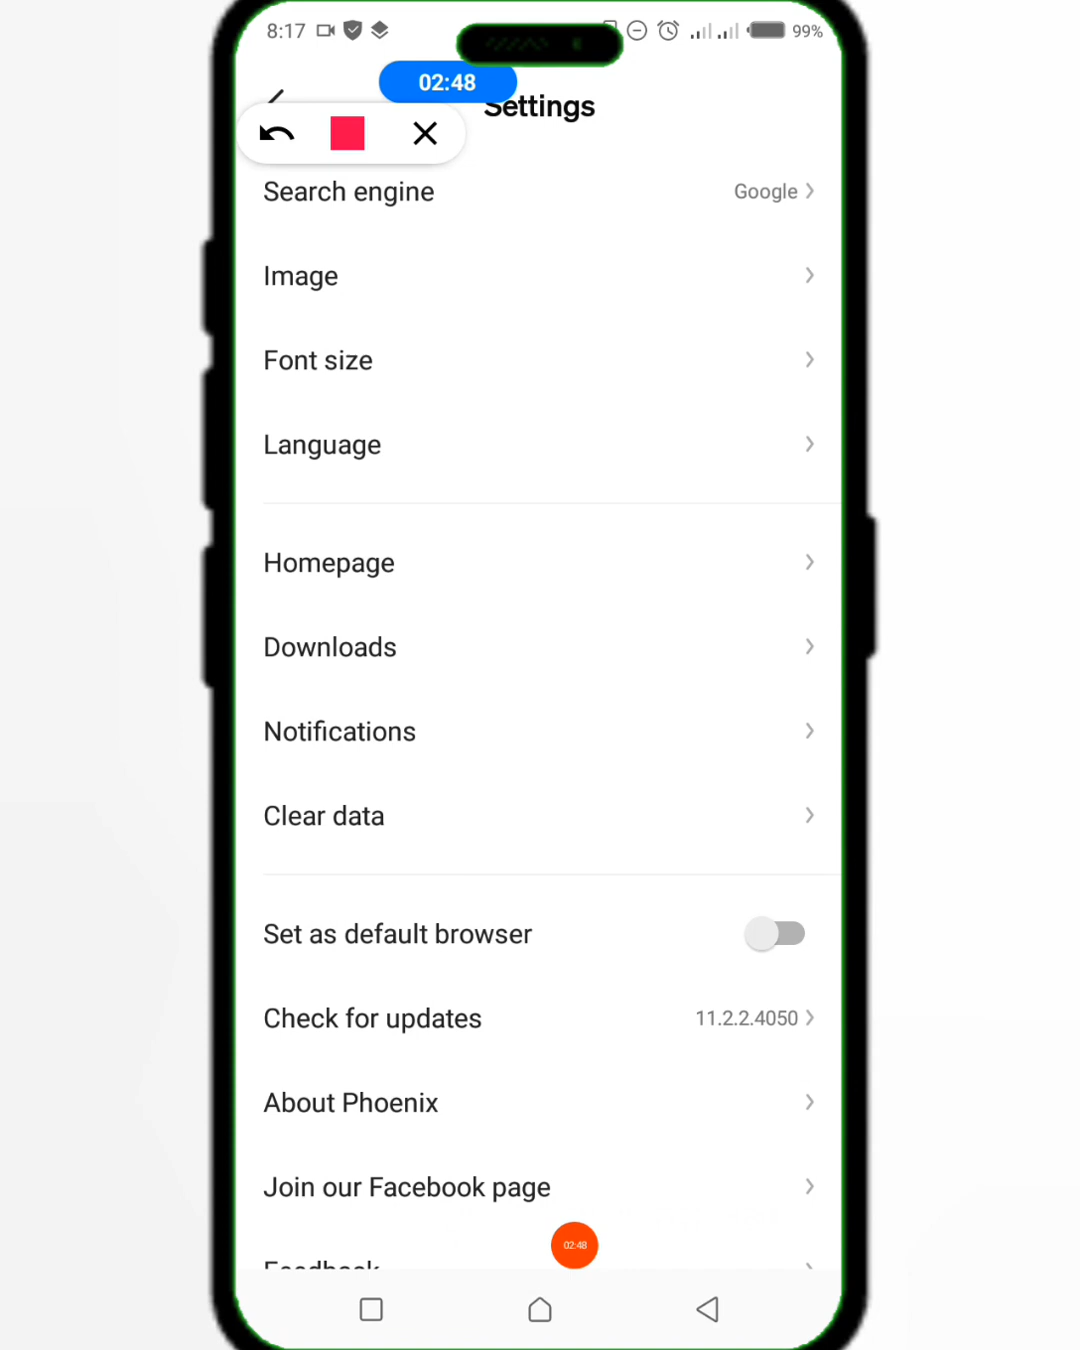 8:17
99%
02:48
Settings
Search engine
Google
Image
Font size
Language
Homepage
Downloads
Notifications
Clear data
Set as default browser
Check for updates
11.2.2.4050
About Phoenix
Join our Facebook page
02:48
Feedback